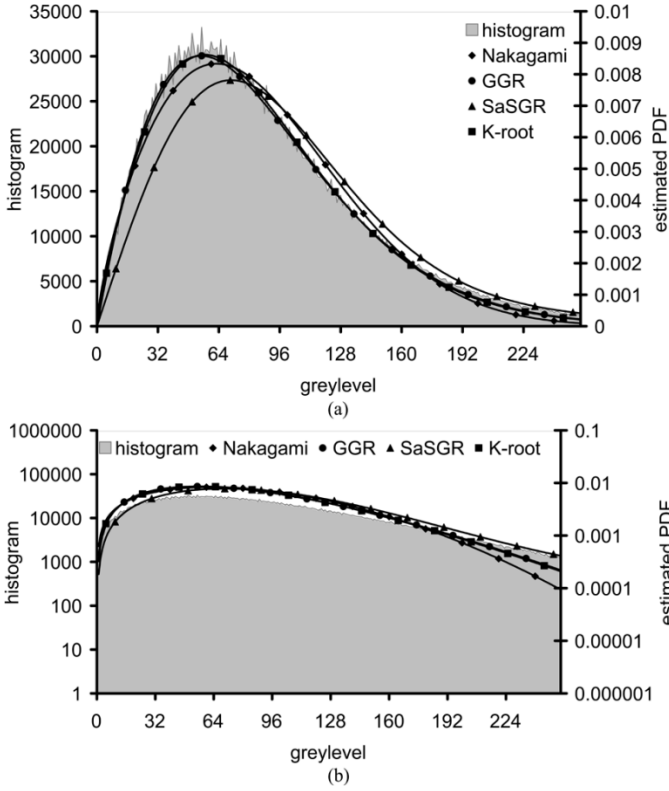 35000
30000
25000
20000
15000
10000
5000
0
histogram
0.01
0.009
0.008
0.007
0.006
0.005
0.004
0.003
0.002
0.001
0
estimated PDF
histogram
Nakagami
GGR
SaSGR
K-root
0 32 64 96 128 160 192 224
greylevel
(a)
1000000
100000
10000
1000
100
10
1
histogram
0.1
0.01
0.001
0.0001
0.00001
0.000001
estimated PDF
histogram Nakagami GGR SaSGR K-root
0 32 64 96 128 160 192 224
greylevel
(b)